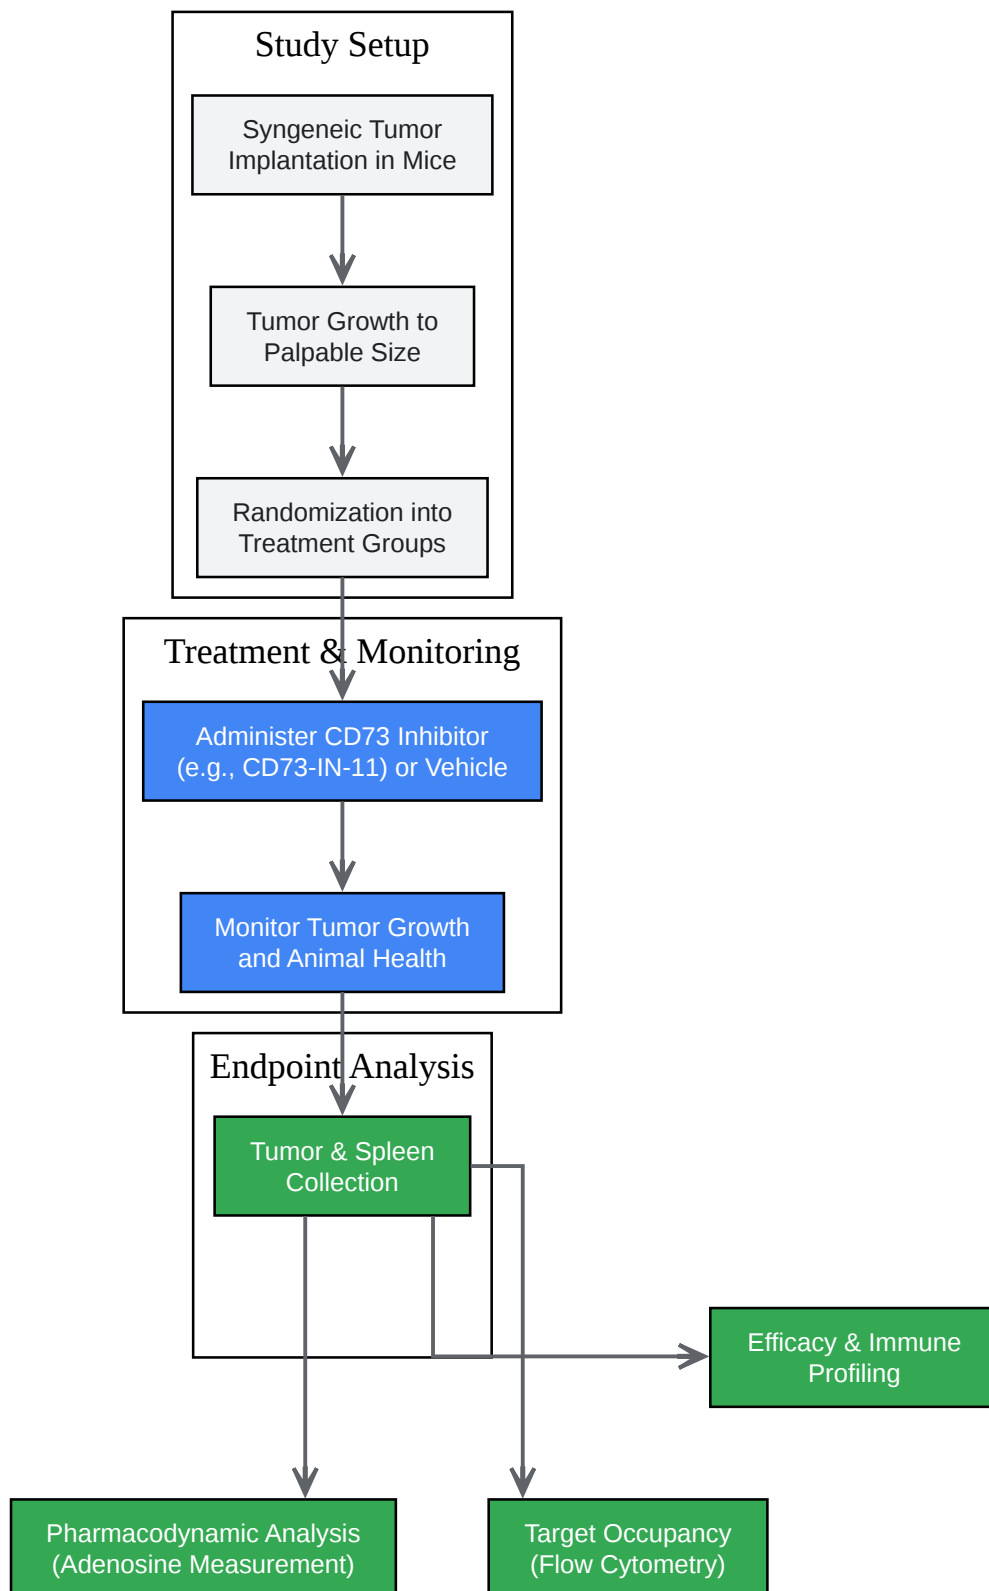 Study Setup
Syngeneic Tumor
Implantation in Mice
Tumor Growth to
Palpable Size
Randomization into
Treatment Groups
Treatment & Monitoring
Administer CD73 Inhibitor
(e.g., CD73-IN-11) or Vehicle
Monitor Tumor Growth
and Animal Health
Endpoint Analysis
Tumor & Spleen
Collection
Efficacy & Immune
Profiling
Pharmacodynamic Analysis
(Adenosine Measurement)
Target Occupancy
(Flow Cytometry)